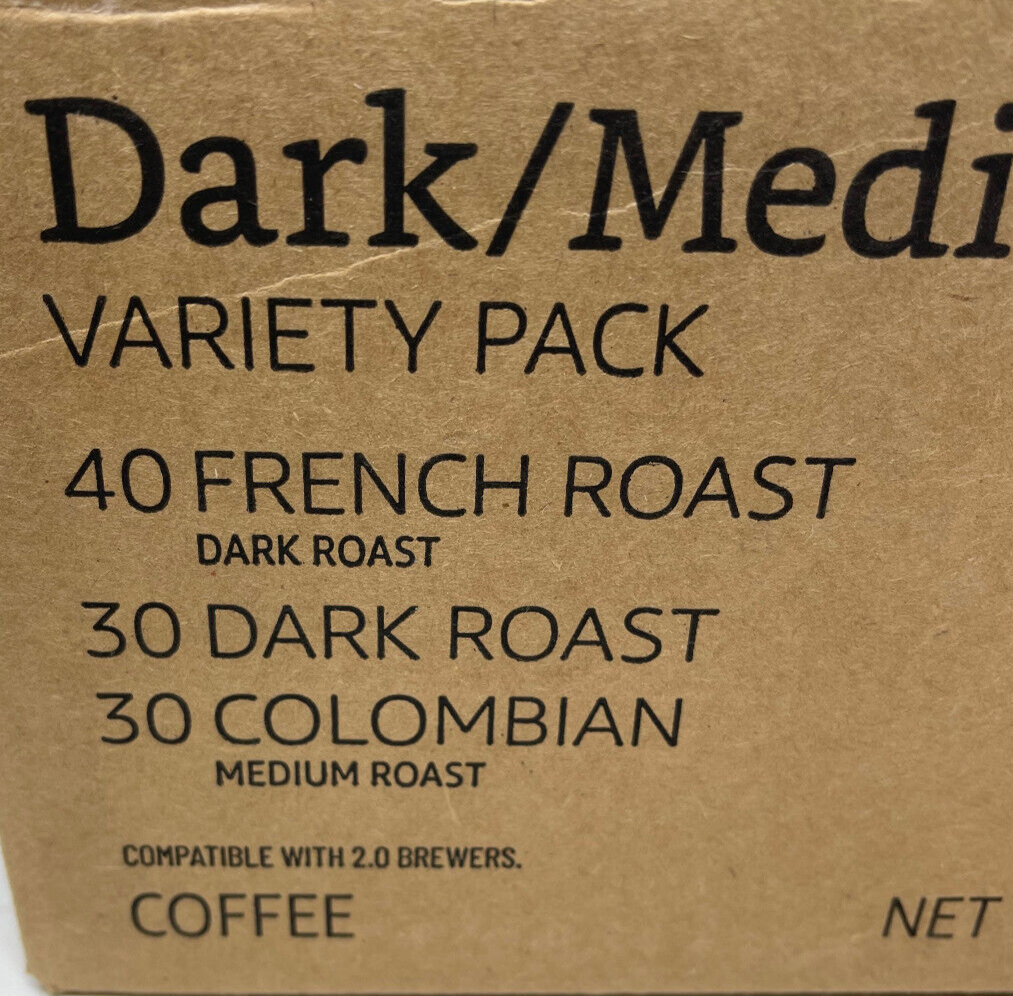 Dark/Medi
VARIETY PACK
40 FRENCH ROAST
DARK ROAST
30 DARK ROAST
30 COLOMBIAN
MEDIUM ROAST
COMPATIBLE WITH 2.0 BREWERS.
COFFEE NET